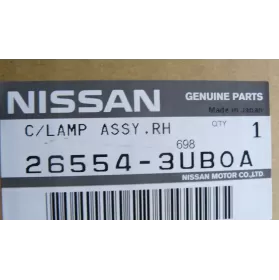 NISSAN GENUINE PARTS
Made in Japan
C/LAMP ASSY.RH QTY 1
698
26554-3UB0A
NISSAN MOTOR CO.,LTD.